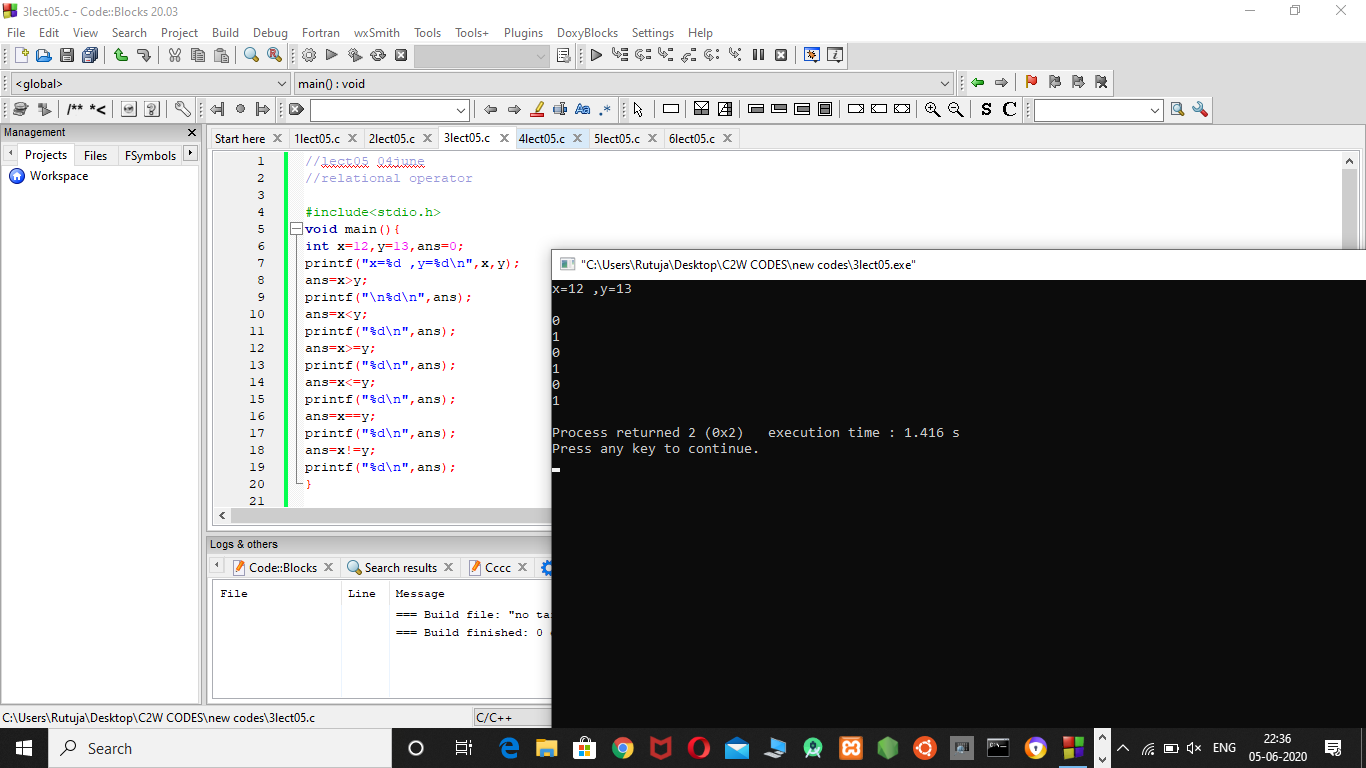 3lect05.c - Code::Blocks 20.03
File Edit View Search Project Build Debug Fortran wxSmith Tools Tools+ Plugins DoxyBlocks Settings Help
<global> main() : void
/** *< Aa .* S C
Management
Projects Files FSymbols
Workspace
Start here 1lect05.c 2lect05.c 3lect05.c 4lect05.c 5lect05.c 6lect05.c
1 //lect05 04june
2 //relational operator
3
4 #include<stdio.h>
5 void main(){
6 int x=12,y=13,ans=0;
7 printf("x=%d ,y=%d\n",x,y);
8 ans=x>y;
9 printf("\n%d\n",ans);
10 ans=x<y;
11 printf("%d\n",ans);
12 ans=x>=y;
13 printf("%d\n",ans);
14 ans=x<=y;
15 printf("%d\n",ans);
16 ans=x==y;
17 printf("%d\n",ans);
18 ans=x!=y;
19 printf("%d\n",ans);
20 }
21
"C:\Users\Rutuja\Desktop\C2W CODES\new codes\3lect05.exe"
x=12 ,y=13
0
1
0
1
0
1
Process returned 2 (0x2) execution time : 1.416 s
Press any key to continue.
Logs & others
Code::Blocks Search results Cccc
File Line Message
=== Build file: "no ta
=== Build finished: 0
C:\Users\Rutuja\Desktop\C2W CODES\new codes\3lect05.c C/C++
Search
ENG
22:36
05-06-2020